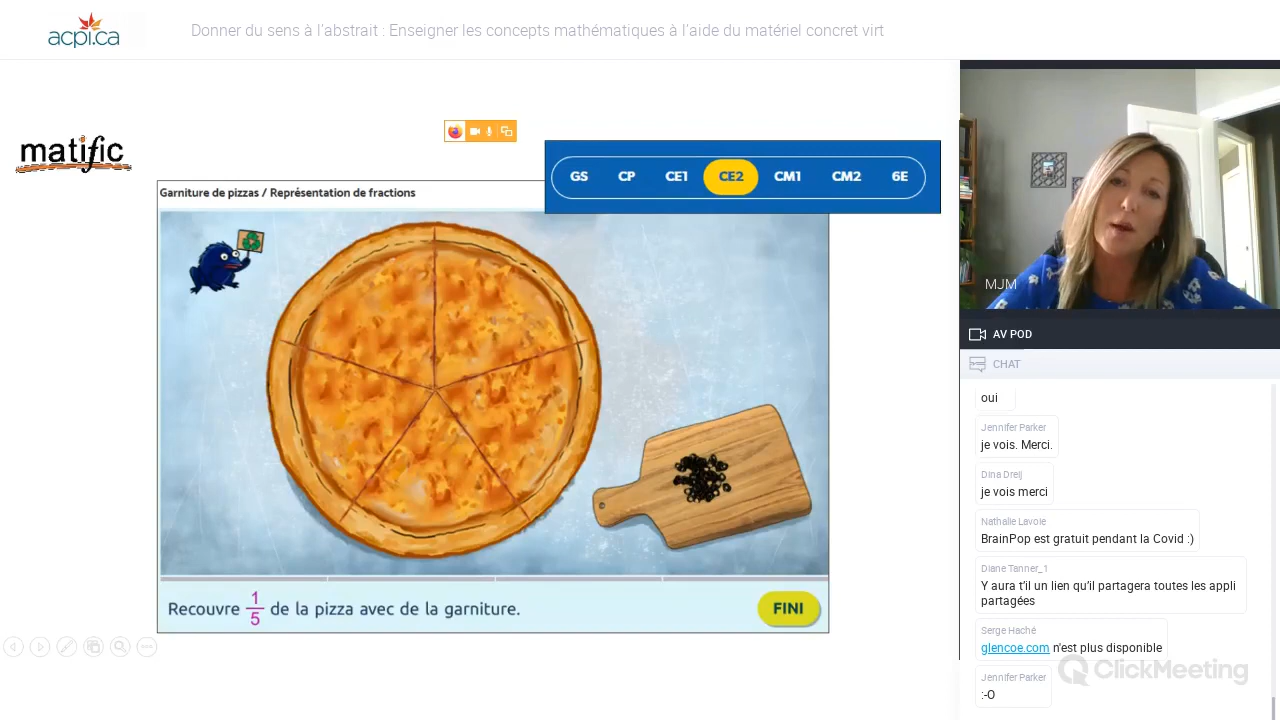 acpi.ca
Donner du sens à l'abstrait : Enseigner les concepts mathématiques à l'aide du matériel concret virt
matific
GS CP CE1 CE2 CM1 CM2 6E
Garniture de pizzas / Représentation de fractions
Recouvre 1/5 de la pizza avec de la garniture.
FINI
MJM
AV POD
CHAT
oui
Jennifer Parker
je vois. Merci.
Dina Dreij
je vois merci
Nathalie Lavoie
BrainPop est gratuit pendant la Covid :)
Diane Tanner_1
Y aura t'il un lien qu'il partagera toutes les appli
partagées
Serge Haché
glencoe.com n'est plus disponible
Jennifer Parker
:-O
ClickMeeting